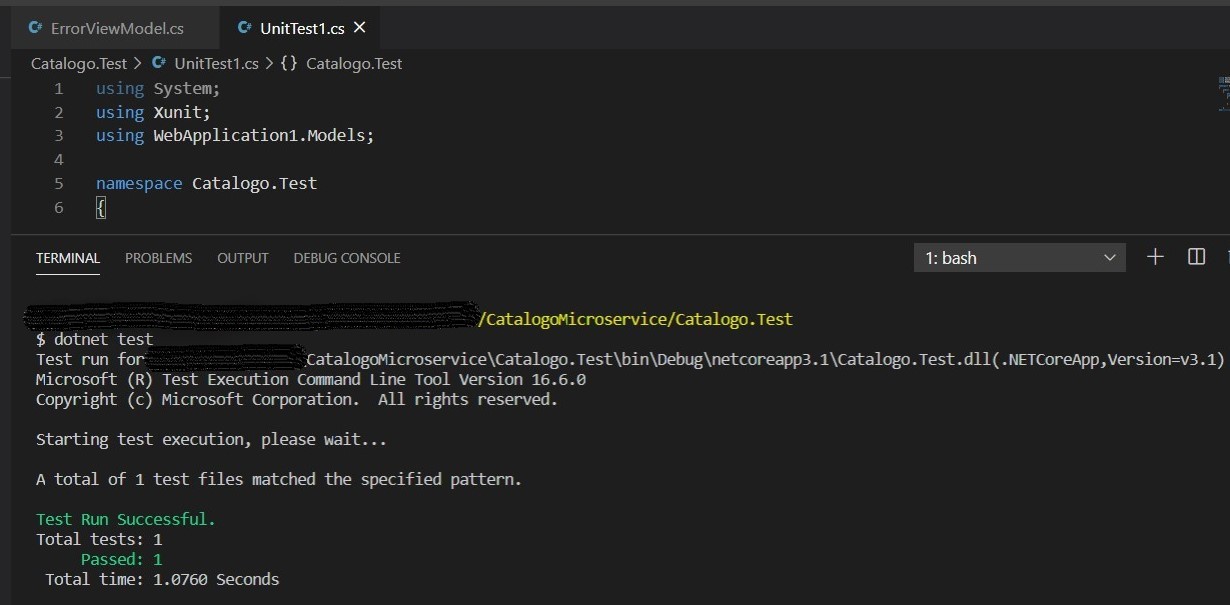 ErrorViewModel.cs UnitTest1.cs
Catalogo.Test > UnitTest1.cs > {} Catalogo.Test
1 using System;
2 using Xunit;
3 using WebApplication1.Models;
4
5 namespace Catalogo.Test
6 {
TERMINAL PROBLEMS OUTPUT DEBUG CONSOLE 1: bash
/CatalogoMicroservice/Catalogo.Test
$ dotnet test
Test run for CatalogoMicroservice\Catalogo.Test\bin\Debug\netcoreapp3.1\Catalogo.Test.dll(.NETCoreApp,Version=v3.1)
Microsoft (R) Test Execution Command Line Tool Version 16.6.0
Copyright (c) Microsoft Corporation.  All rights reserved.
Starting test execution, please wait...
A total of 1 test files matched the specified pattern.
Test Run Successful.
Total tests: 1
Passed: 1
Total time: 1.0760 Seconds